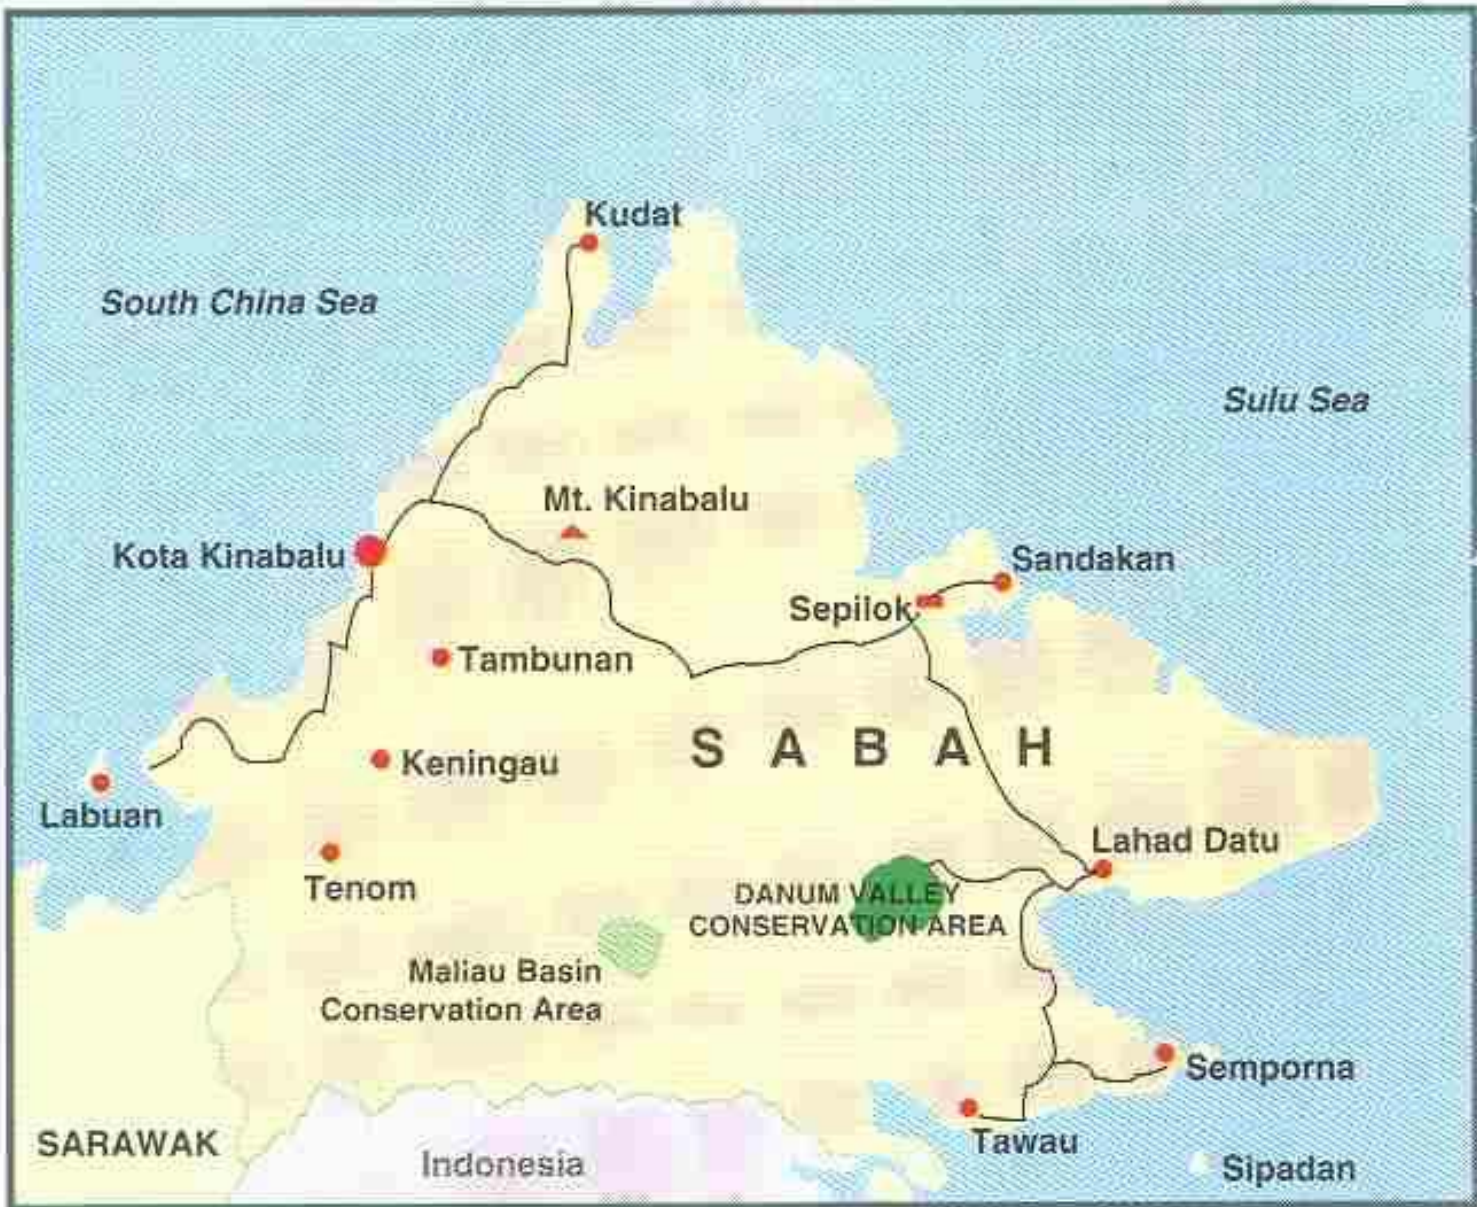 Kudat
South China Sea
Sulu Sea
Mt. Kinabalu
Kota Kinabalu
Sandakan
Sepilok
Tambunan
SABAH
Keningau
Labuan
Lahad Datu
Tenom
DANUM VALLEY
CONSERVATION AREA
Maliau Basin
Conservation Area
Semporna
SARAWAK
Tawau
Indonesia
Sipadan